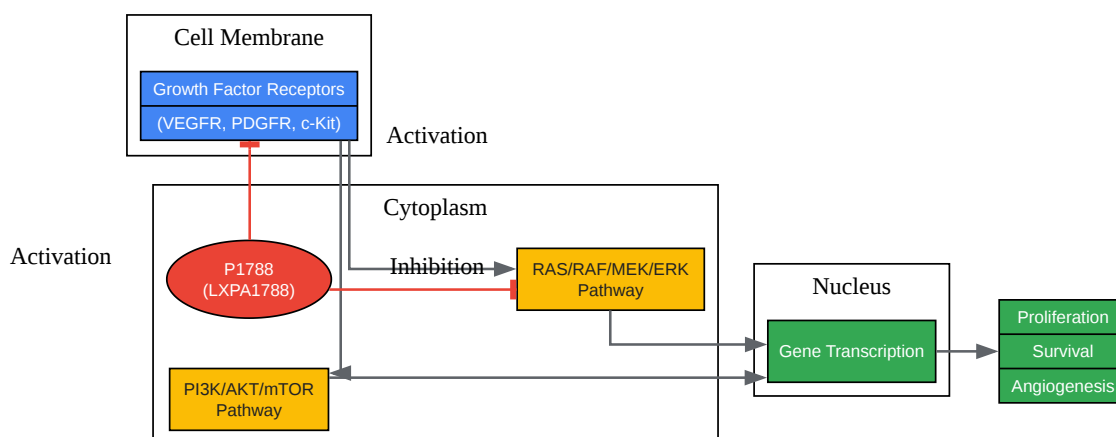 Cell Membrane
Growth Factor Receptors
(VEGFR, PDGFR, c-Kit)
Activation
Cytoplasm
Activation
P1788
(LXPA1788)
Inhibition
RAS/RAF/MEK/ERK
Pathway
Nucleus
Gene Transcription
Proliferation
Survival
Angiogenesis
PI3K/AKT/mTOR
Pathway